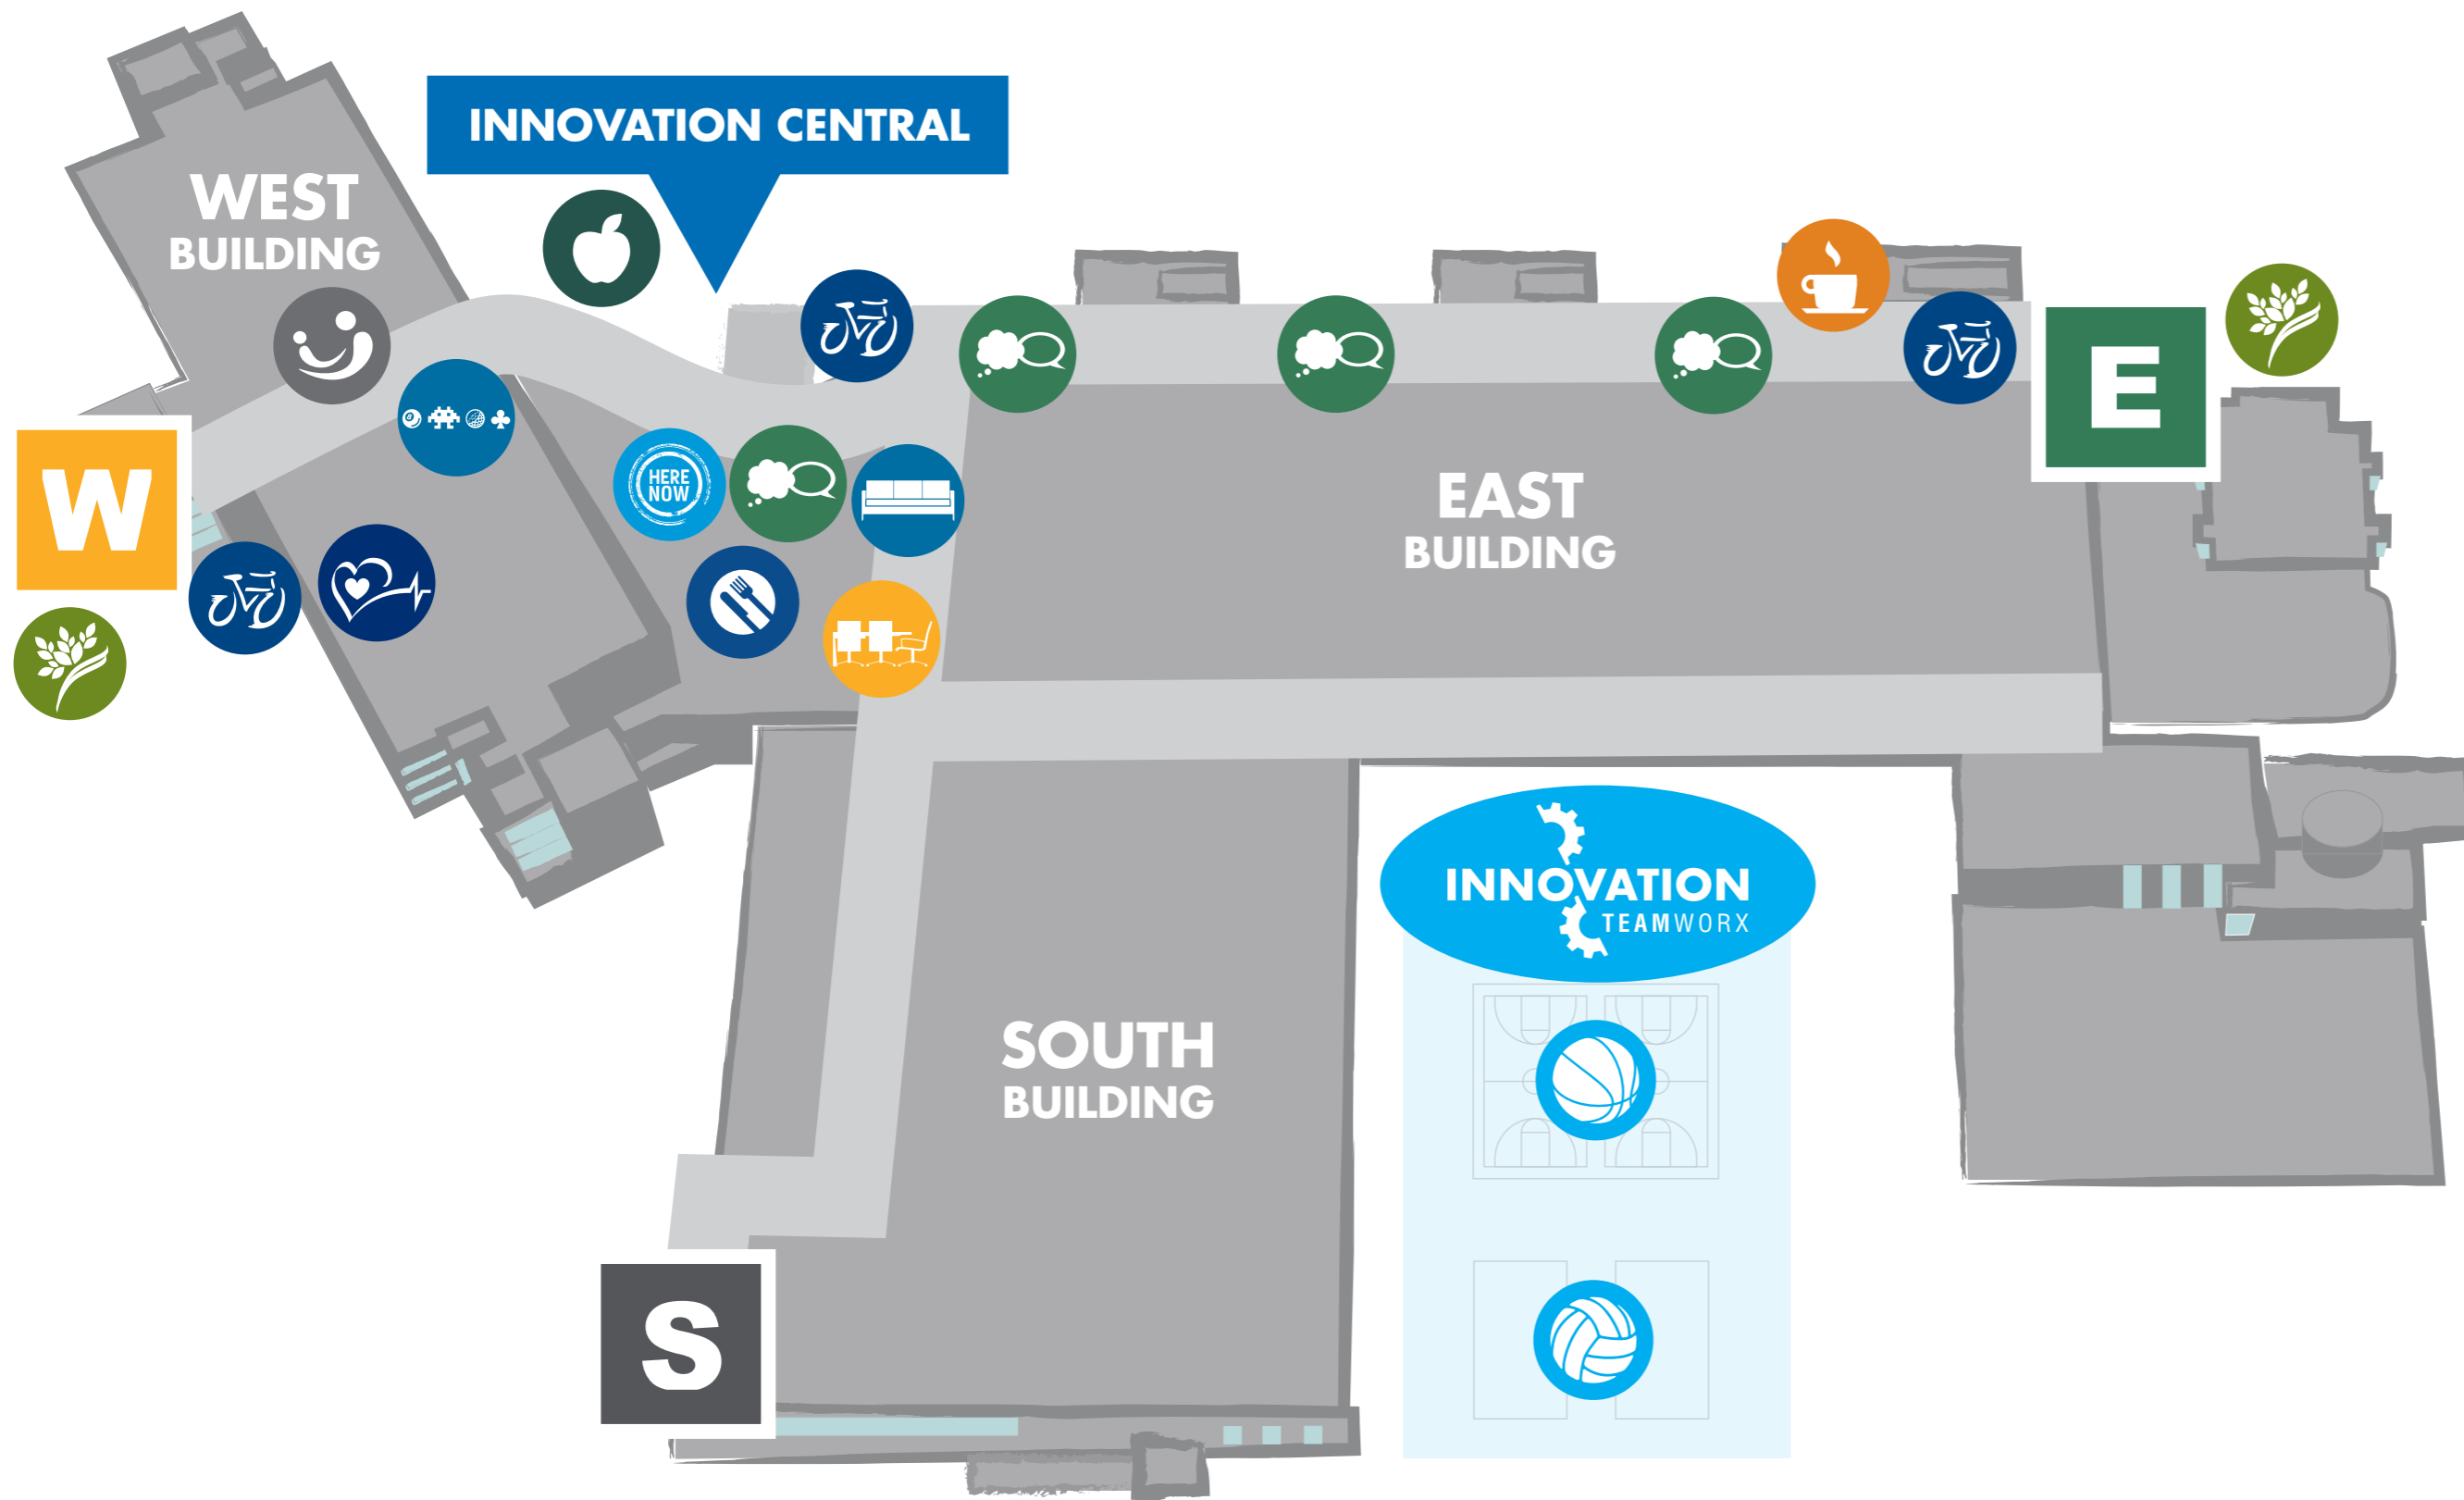 INNOVATION CENTRAL
WEST
BUILDING
E
W
HERE
NOW
EAST
BUILDING
INNOVATION
TEAMWORX
SOUTH
BUILDING
S